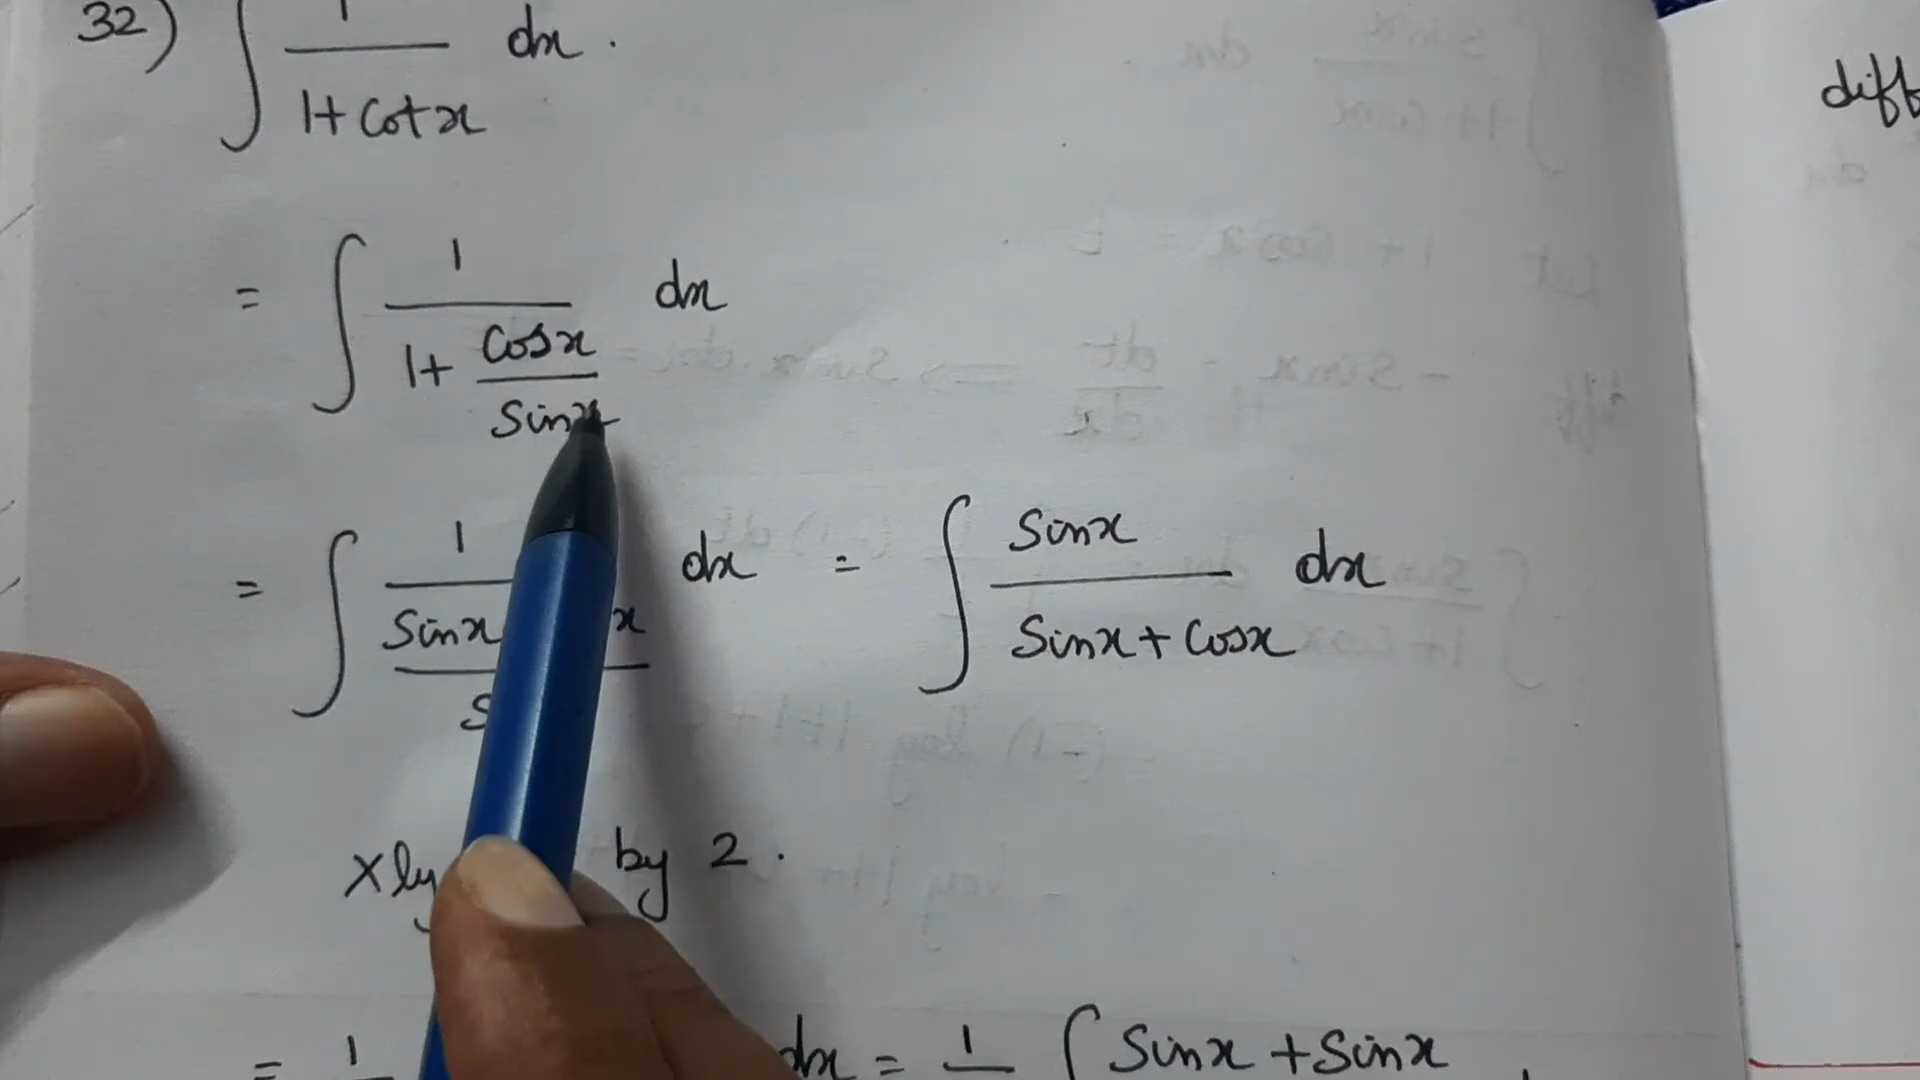 32) ∫ 1/(1+cotx) dx.
= ∫ 1/(1+ cosx/sinx) dx
= ∫ 1/ sinx x dx = ∫ sinx/(sinx+cosx) dx
xly by 2.
= 1 dx = 1 ∫ sinx+sinx
diff